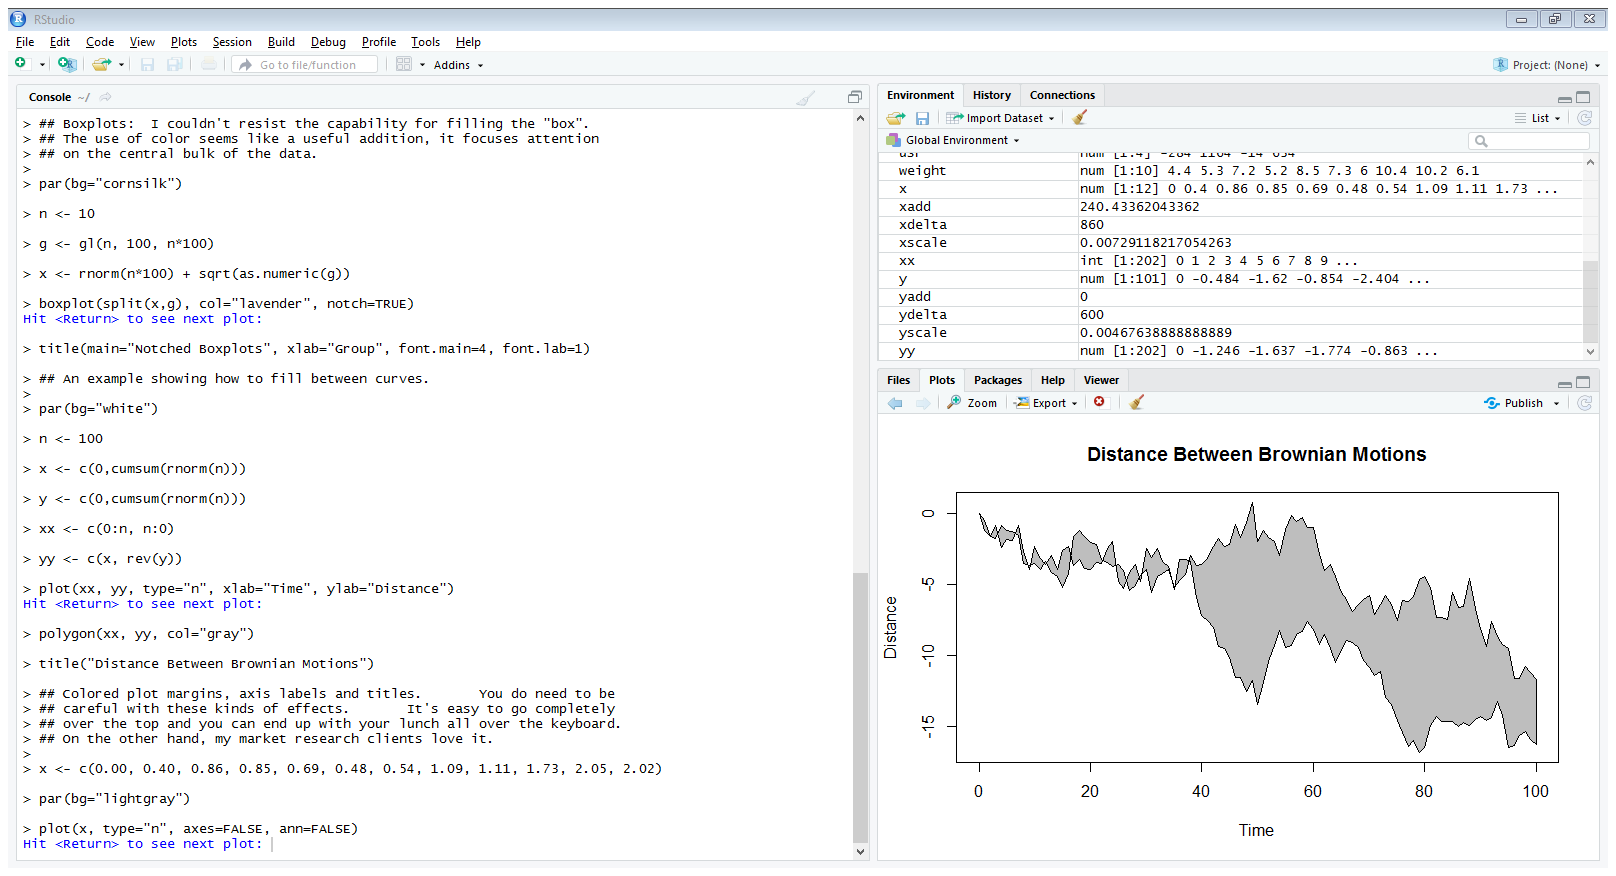 RStudio
File Edit Code View Plots Session Build Debug Profile Tools Help
Go to file/function Addins Project: (None)
Console ~/
> ## Boxplots:  I couldn't resist the capability for filling the "box".
> ## The use of color seems like a useful addition, it focuses attention
> ## on the central bulk of the data.
>
> par(bg="cornsilk")
> n <- 10
> g <- gl(n, 100, n*100)
> x <- rnorm(n*100) + sqrt(as.numeric(g))
> boxplot(split(x,g), col="lavender", notch=TRUE)
Hit <Return> to see next plot:
> title(main="Notched Boxplots", xlab="Group", font.main=4, font.lab=1)
> ## An example showing how to fill between curves.
>
> par(bg="white")
> n <- 100
> x <- c(0,cumsum(rnorm(n)))
> y <- c(0,cumsum(rnorm(n)))
> xx <- c(0:n, n:0)
> yy <- c(x, rev(y))
> plot(xx, yy, type="n", xlab="Time", ylab="Distance")
Hit <Return> to see next plot:
> polygon(xx, yy, col="gray")
> title("Distance Between Brownian Motions")
> ## Colored plot margins, axis labels and titles.       You do need to be
> ## careful with these kinds of effects.       It's easy to go completely
> ## over the top and you can end up with your lunch all over the keyboard.
> ## On the other hand, my market research clients love it.
>
> x <- c(0.00, 0.40, 0.86, 0.85, 0.69, 0.48, 0.54, 1.09, 1.11, 1.73, 2.05, 2.02)
> par(bg="lightgray")
> plot(x, type="n", axes=FALSE, ann=FALSE)
Hit <Return> to see next plot:
Environment History Connections
Import Dataset List
Global Environment
usr num [1:4] -284 1164 -14 654
weight num [1:10] 4.4 5.3 7.2 5.2 8.5 7.3 6 10.4 10.2 6.1
x num [1:12] 0 0.4 0.86 0.85 0.69 0.48 0.54 1.09 1.11 1.73 ...
xadd 240.43362043362
xdelta 860
xscale 0.00729118217054263
xx int [1:202] 0 1 2 3 4 5 6 7 8 9 ...
y num [1:101] 0 -0.484 -1.62 -0.854 -2.404 ...
yadd 0
ydelta 600
yscale 0.00467638888888889
yy num [1:202] 0 -1.246 -1.637 -1.774 -0.863 ...
Files Plots Packages Help Viewer
Zoom Export Publish
Distance Between Brownian Motions
Distance
0
-5
-10
-15
0 20 40 60 80 100
Time